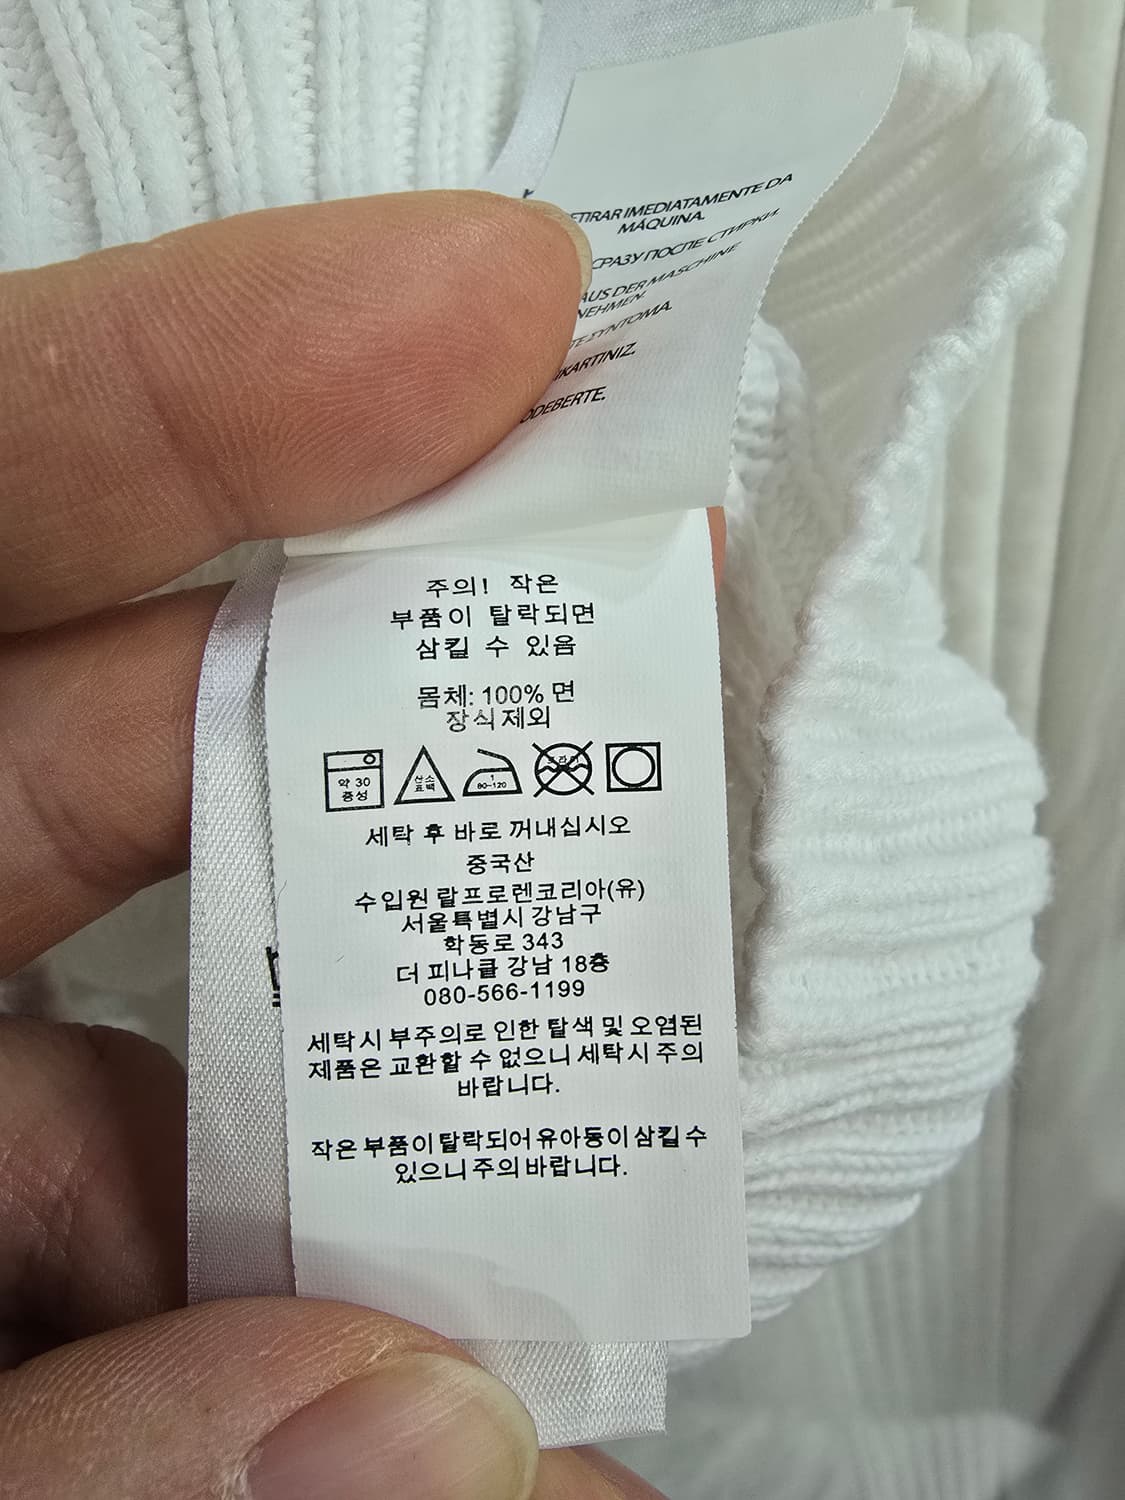 ETIRAR IMEDIATAMENTE DA
MÁQUINA.
СРАЗУ ПОСЛЕ СТИРКИ.
AUS DER MASCHINE
NEHMEN.
ΣΥΝΤΟΜΑ
주의! 작은
부품이 탈락되면
삼킬 수 있음
몸체: 100% 면
장식제외
약 30
중성
산소
표백
1
80-120
세탁 후 바로 꺼내십시오
중국산
수입원 랄프로렌코리아(유)
서울특별시 강남구
학동로 343
더 피나클 강남 18층
080-566-1199
세탁시 부주의로 인한 탈색 및 오염된
제품은 교환할 수 없으니 세탁시 주의
바랍니다.
작은 부품이 탈락되어 유아동이 삼킬 수
있으니 주의 바랍니다.